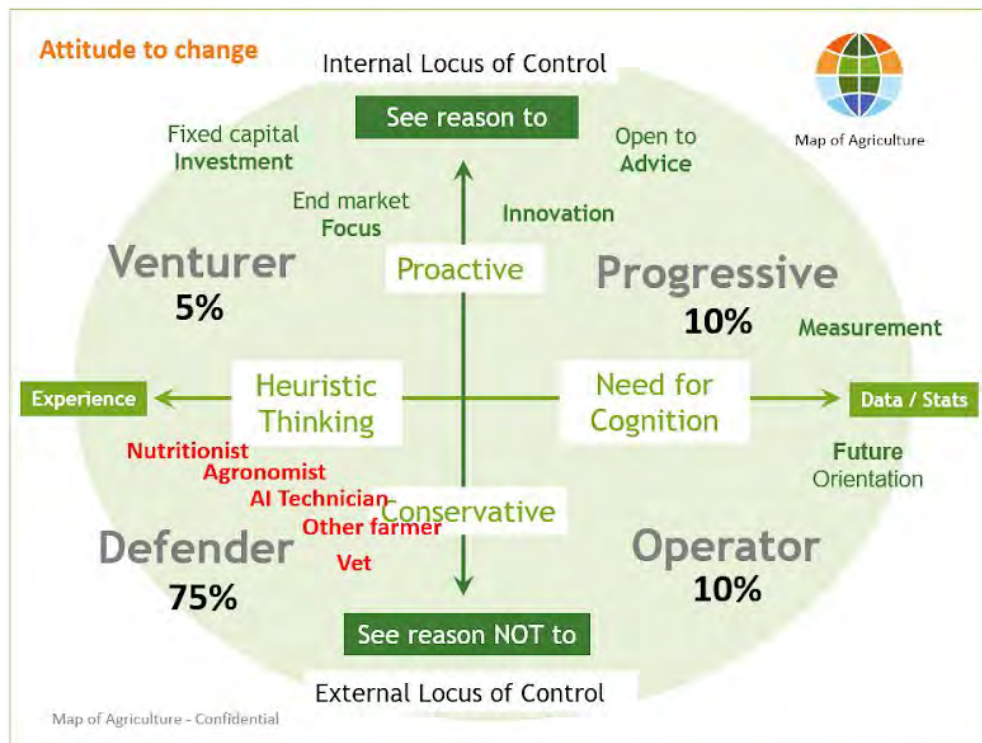 Attitude to change
Internal Locus of Control
See reason to
Map of Agriculture
Fixed capital
Investment
Open to
Advice
End market
Focus
Innovation
Venturer
5%
Proactive
Progressive
10%
Measurement
Experience
Heuristic
Thinking
Need for
Cognition
Data / Stats
Nutritionist
Agronomist
AI Technician
Other farmer
Vet
Conservative
Future
Orientation
Defender
75%
Operator
10%
See reason NOT to
External Locus of Control
Map of Agriculture - Confidential